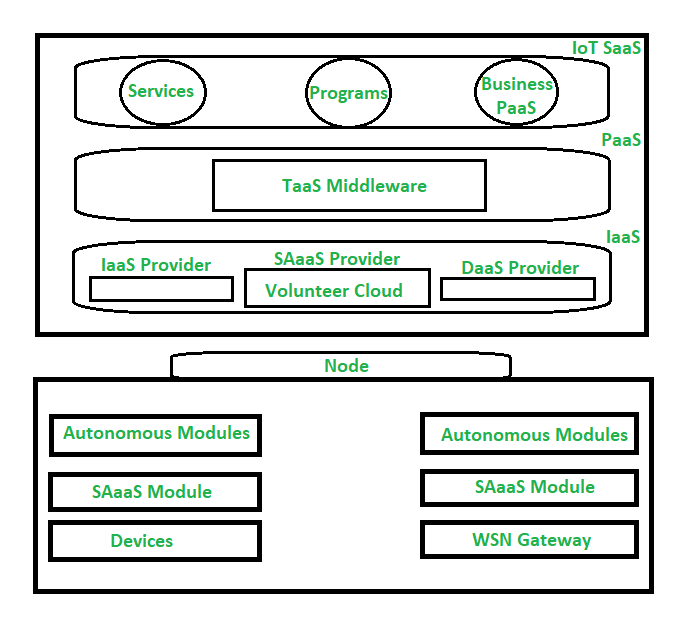 IoT SaaS
Services
Programs
Business
PaaS
PaaS
TaaS Middleware
IaaS
IaaS Provider
SAaaS Provider
DaaS Provider
Volunteer Cloud
Node
Autonomous Modules
Autonomous Modules
SAaaS Module
SAaaS Module
Devices
WSN Gateway